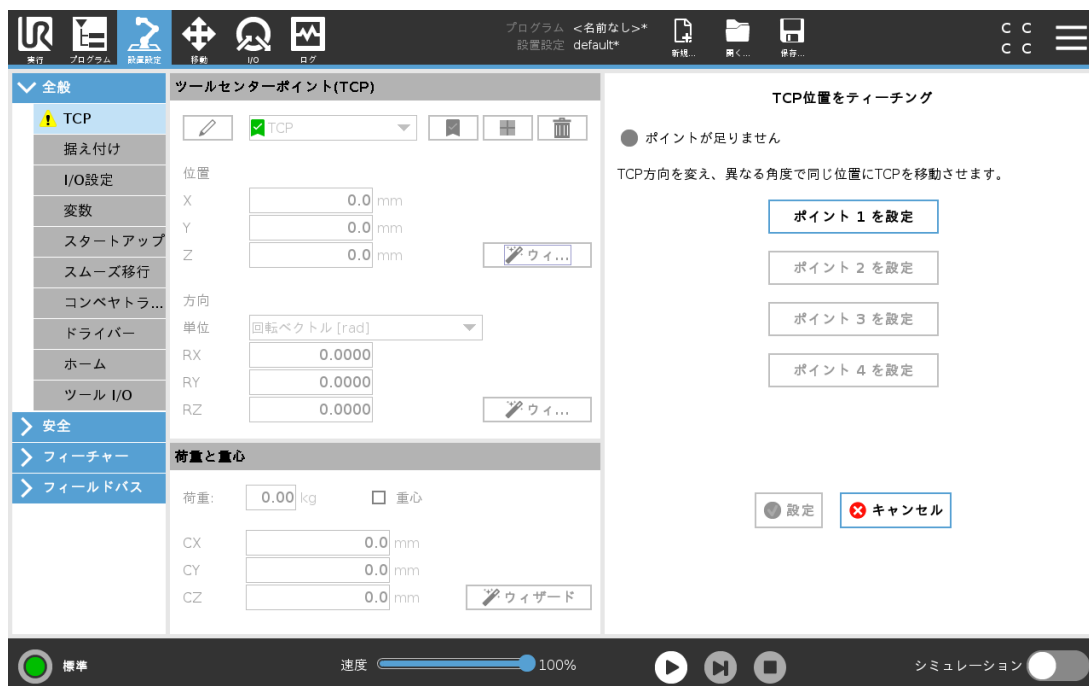 UR
実行
プログラム
設置設定
移動
I/O
ログ
プログラム <名前なし>*
設置設定 default*
新規...
開く...
保存...
C C
C C
全般
TCP
据え付け
I/O設定
変数
スタートアップ
スムーズ移行
コンベヤトラ...
ドライバー
ホーム
ツール I/O
安全
フィーチャー
フィールドバス
ツールセンターポイント(TCP)
TCP
位置
X 0.0 mm
Y 0.0 mm
Z 0.0 mm
ウィ...
方向
単位 回転ベクトル [rad]
RX 0.0000
RY 0.0000
RZ 0.0000
ウィ...
荷重と重心
荷重: 0.00 kg 重心
CX 0.0 mm
CY 0.0 mm
CZ 0.0 mm
ウィザード
TCP位置をティーチング
ポイントが足りません
TCP方向を変え、異なる角度で同じ位置にTCPを移動させます。
ポイント 1 を設定
ポイント 2 を設定
ポイント 3 を設定
ポイント 4 を設定
設定
キャンセル
標準
速度 100%
シミュレーション